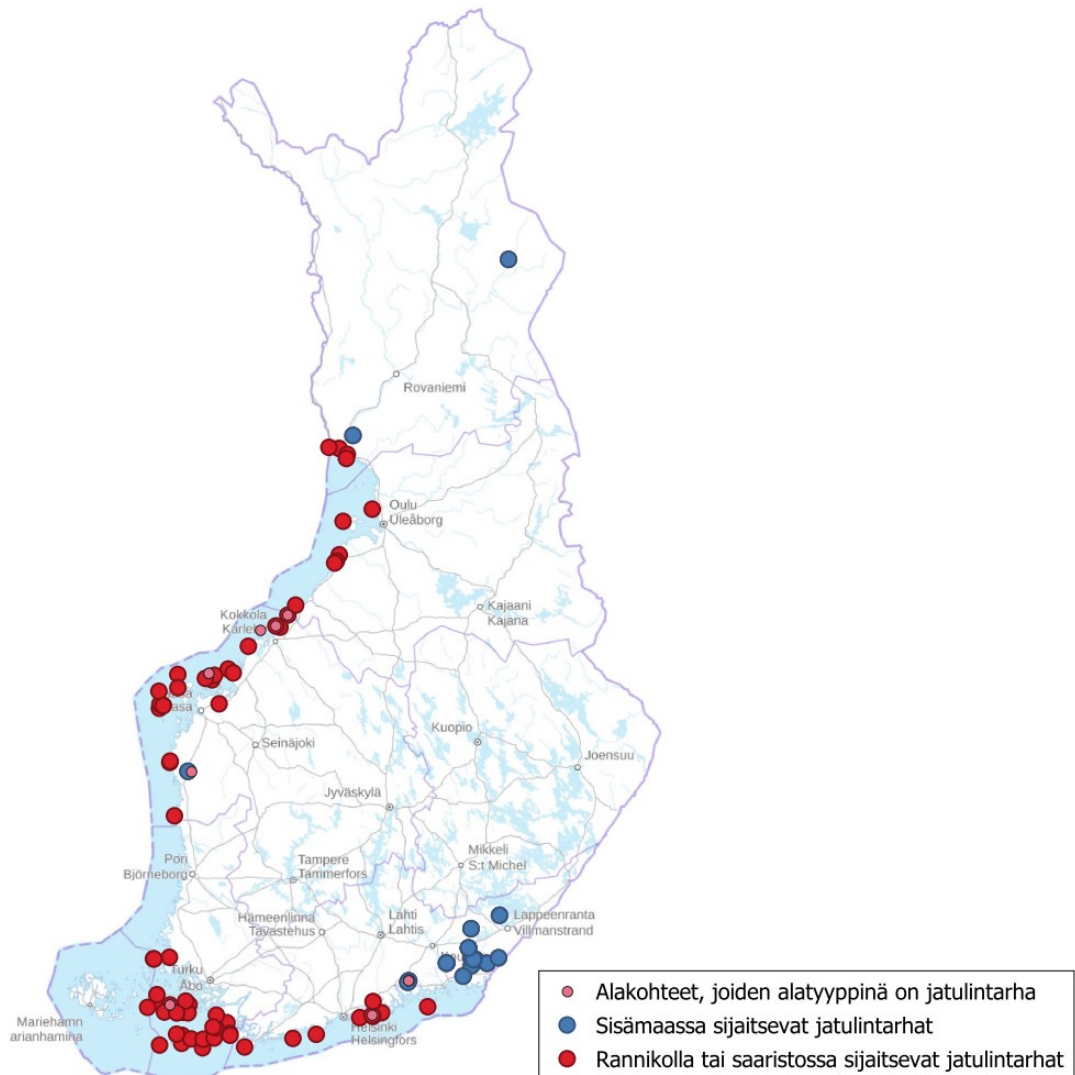 Rovaniemi
Oulu
Uleåborg
Kajaani
Kajana
Kokkola
Seinäjoki
Kuopio
Joensuu
Jyväskylä
Mikkeli
S:t Michel
Pori
Björneborg
Tampere
Tammerfors
Hämeenlinna
Tavastehus
Lahti
Lahtis
Lappeenranta
Villmanstrand
Turku
Åbo
Helsinki
Helsingfors
Mariehamn
arianhamina
Alakohteet, joiden alatyyppinä on jatulintarha
Sisämaassa sijaitsevat jatulintarhat
Rannikolla tai saaristossa sijaitsevat jatulintarhat